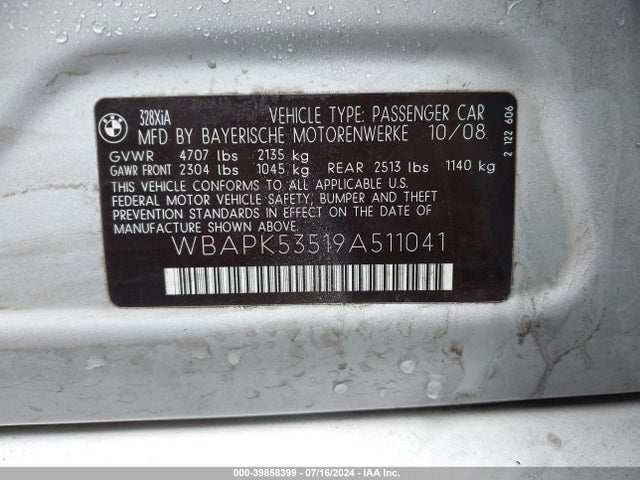 BMW
328XiA VEHICLE TYPE: PASSENGER CAR
MFD BY BAYERISCHE MOTORENWERKE 10/08
GVWR 4707 lbs 2135 kg
GAWR FRONT 2304 lbs 1045 kg REAR 2513 lbs 1140 kg
THIS VEHICLE CONFORMS TO ALL APPLICABLE U.S.
FEDERAL MOTOR VEHICLE SAFETY, BUMPER AND THEFT
PREVENTION STANDARDS IN EFFECT ON THE DATE
OF MANUFACTURE SHOWN ABOVE:
WBAPK53519A511041
2 122 606
000-39858399 / 07/16/2024 / IAA Inc.